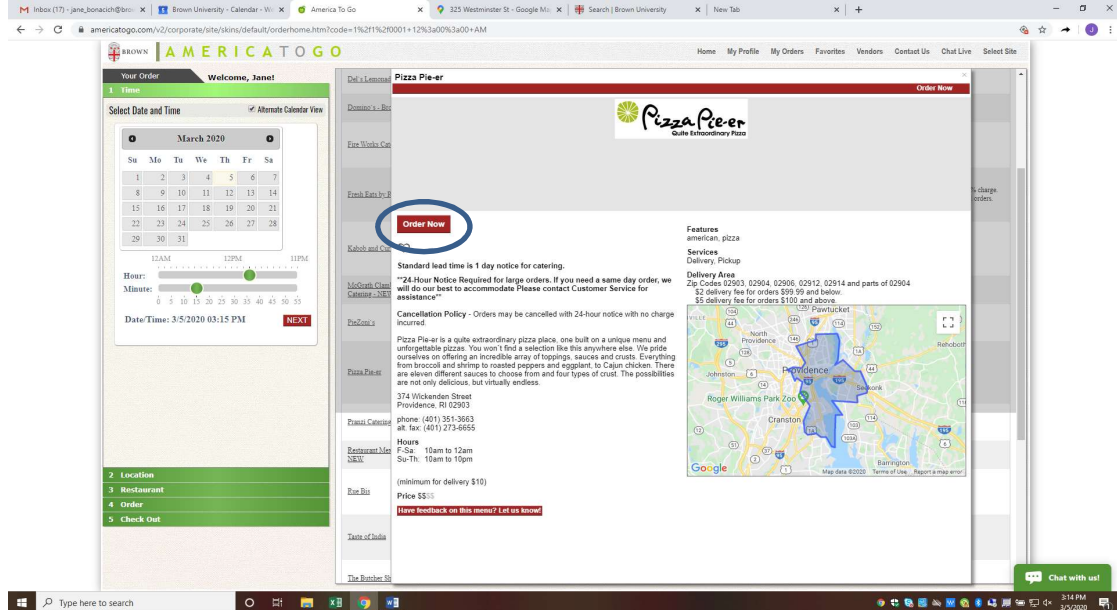 Inbox (17) - jane_bonacich@bro
Brown University - Calendar - W
America To Go
325 Westminster St - Google Ma
Search | Brown University
New Tab
americatogo.com/v2/corporate/site/skins/default/orderhome.htm?code=1%2f1%2f0001+12%3a00%3a00+AM
BROWN AMERICATOGO
Home My Profile My Orders Favorites Vendors Contact Us Chat Live Select Site
Your Order Welcome, Jane!
1 Time
Select Date and Time Alternate Calendar View
March 2020
Su Mo Tu We Th Fr Sa
1 2 3 4 5 6 7
8 9 10 11 12 13 14
15 16 17 18 19 20 21
22 23 24 25 26 27 28
29 30 31
12AM 12PM 11PM
Hour:
Minute:
0 5 10 15 20 25 30 35 40 45 50 55
Date/Time: 3/5/2020 03:15 PM NEXT
2 Location
3 Restaurant
4 Order
5 Check Out
Del's Lemonad
Domino's - Bro
Fire Works Cat
Fresh Eats by F
% charge.
orders.
Kabob and Cur
McGrath Clam
Catering - NEW
PieZoni's
Pizza Pie-er
Pranzi Catering
Restaurant Me
NEW
Rue Bis
Taste of India
The Butcher Sh
Pizza Pie-er
Order Now
Pizza Pie-er
Quite Extraordinary Pizza
Order Now
Standard lead time is 1 day notice for catering.
**24-Hour Notice Required for large orders. If you need a same day order, we
will do our best to accommodate Please contact Customer Service for
assistance**
Cancellation Policy - Orders may be cancelled with 24-hour notice with no charge
incurred.
Pizza Pie-er is a quite extraordinary pizza place, one built on a unique menu and
unforgettable pizzas. You won't find a selection like this anywhere else. We pride
ourselves on offering an incredible array of toppings, sauces and crusts. Everything
from broccoli and shrimp to roasted peppers and eggplant, to Cajun chicken. There
are eleven different sauces to choose from and four types of crust. The possibilities
are not only delicious, but virtually endless.
374 Wickenden Street
Providence, RI 02903
phone: (401) 351-3663
alt. fax: (401) 273-6655
Hours
F-Sa: 10am to 12am
Su-Th: 10am to 10pm
(minimum for delivery $10)
Price $$$$
Have feedback on this menu? Let us know!
Features
american, pizza
Services
Delivery, Pickup
Delivery Area
Zip Codes 02903, 02904, 02906, 02912, 02914 and parts of 02904
$2 delivery fee for orders $99.99 and below.
$5 delivery fee for orders $100 and above.
Pawtucket
North
Providence
Rehobot
Johnston
Providence
Seekonk
Roger Williams Park Zoo
Cranston
Barrington
Google
Map data ©2020 Terms of Use Report a map error
Chat with us!
Type here to search
3:14 PM
3/5/2020